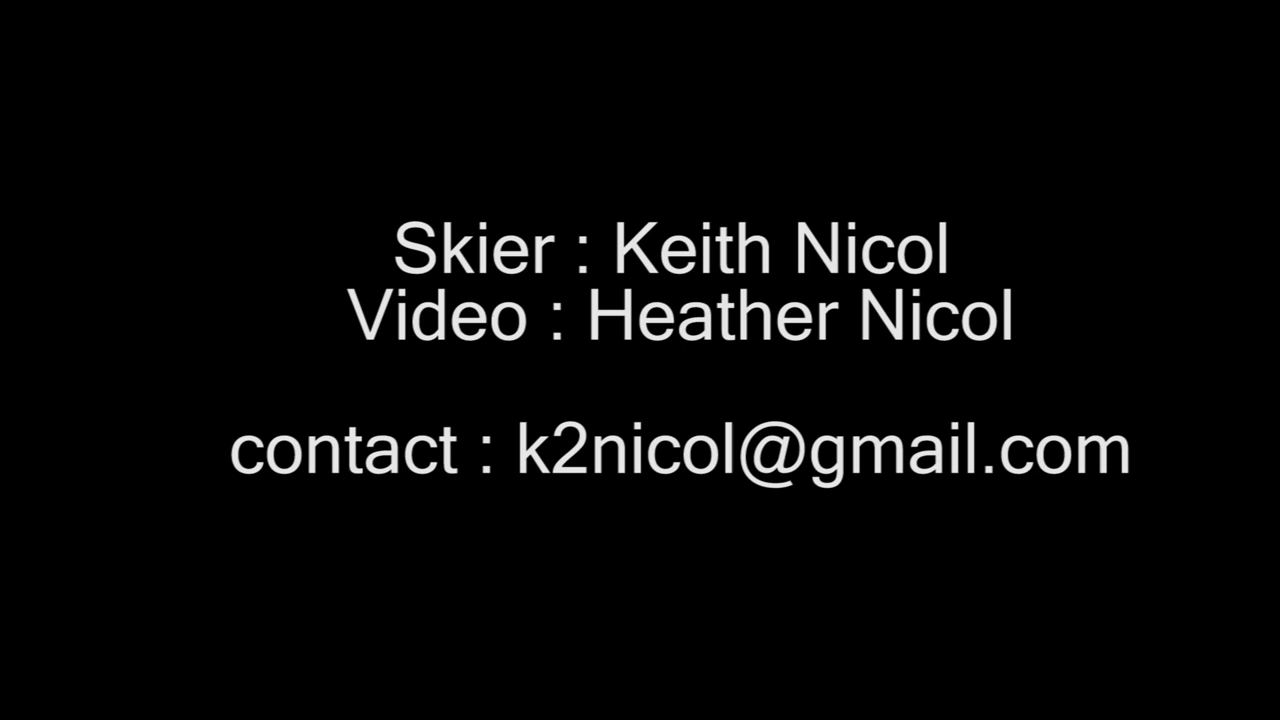 Skier : Keith Nicol
Video : Heather Nicol
contact : k2nicol@gmail.com